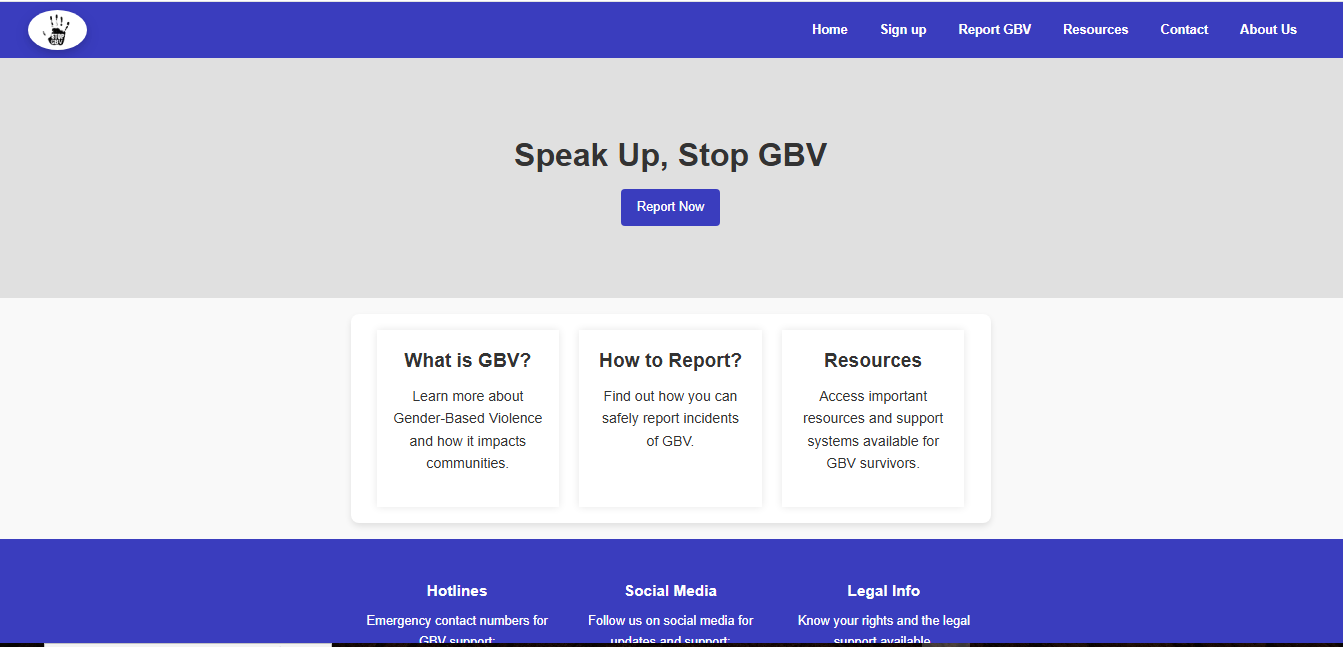 STOP
GBV
Home Sign up Report GBV Resources Contact About Us
Speak Up, Stop GBV
Report Now
What is GBV?
Learn more about
Gender-Based Violence
and how it impacts
communities.
How to Report?
Find out how you can
safely report incidents
of GBV.
Resources
Access important
resources and support
systems available for
GBV survivors.
Hotlines
Emergency contact numbers for
GBV support:
Social Media
Follow us on social media for
updates and support:
Legal Info
Know your rights and the legal
support available